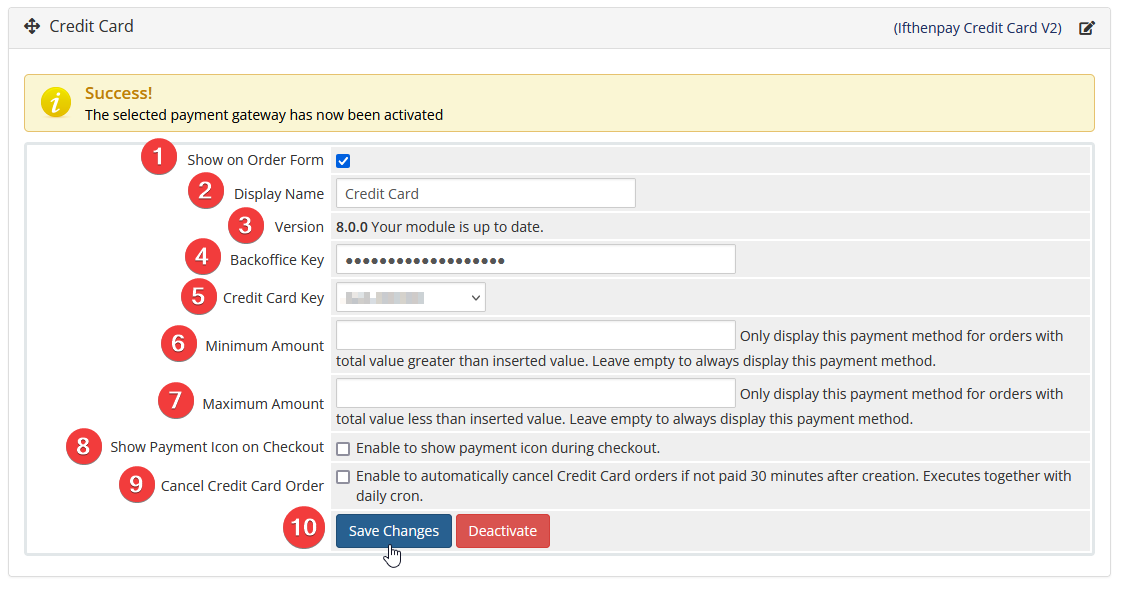 Credit Card
(Ifthenpay Credit Card V2)
Success!
The selected payment gateway has now been activated
1 Show on Order Form
2 Display Name Credit Card
3 Version 8.0.0 Your module is up to date.
4 Backoffice Key ●●●●●●●●●●●●●●●●●●●
5 Credit Card Key
6 Minimum Amount Only display this payment method for orders with
total value greater than inserted value. Leave empty to always display this payment method.
7 Maximum Amount Only display this payment method for orders with
total value less than inserted value. Leave empty to always display this payment method.
8 Show Payment Icon on Checkout Enable to show payment icon during checkout.
9 Cancel Credit Card Order Enable to automatically cancel Credit Card orders if not paid 30 minutes after creation. Executes together with
daily cron.
10 Save Changes Deactivate